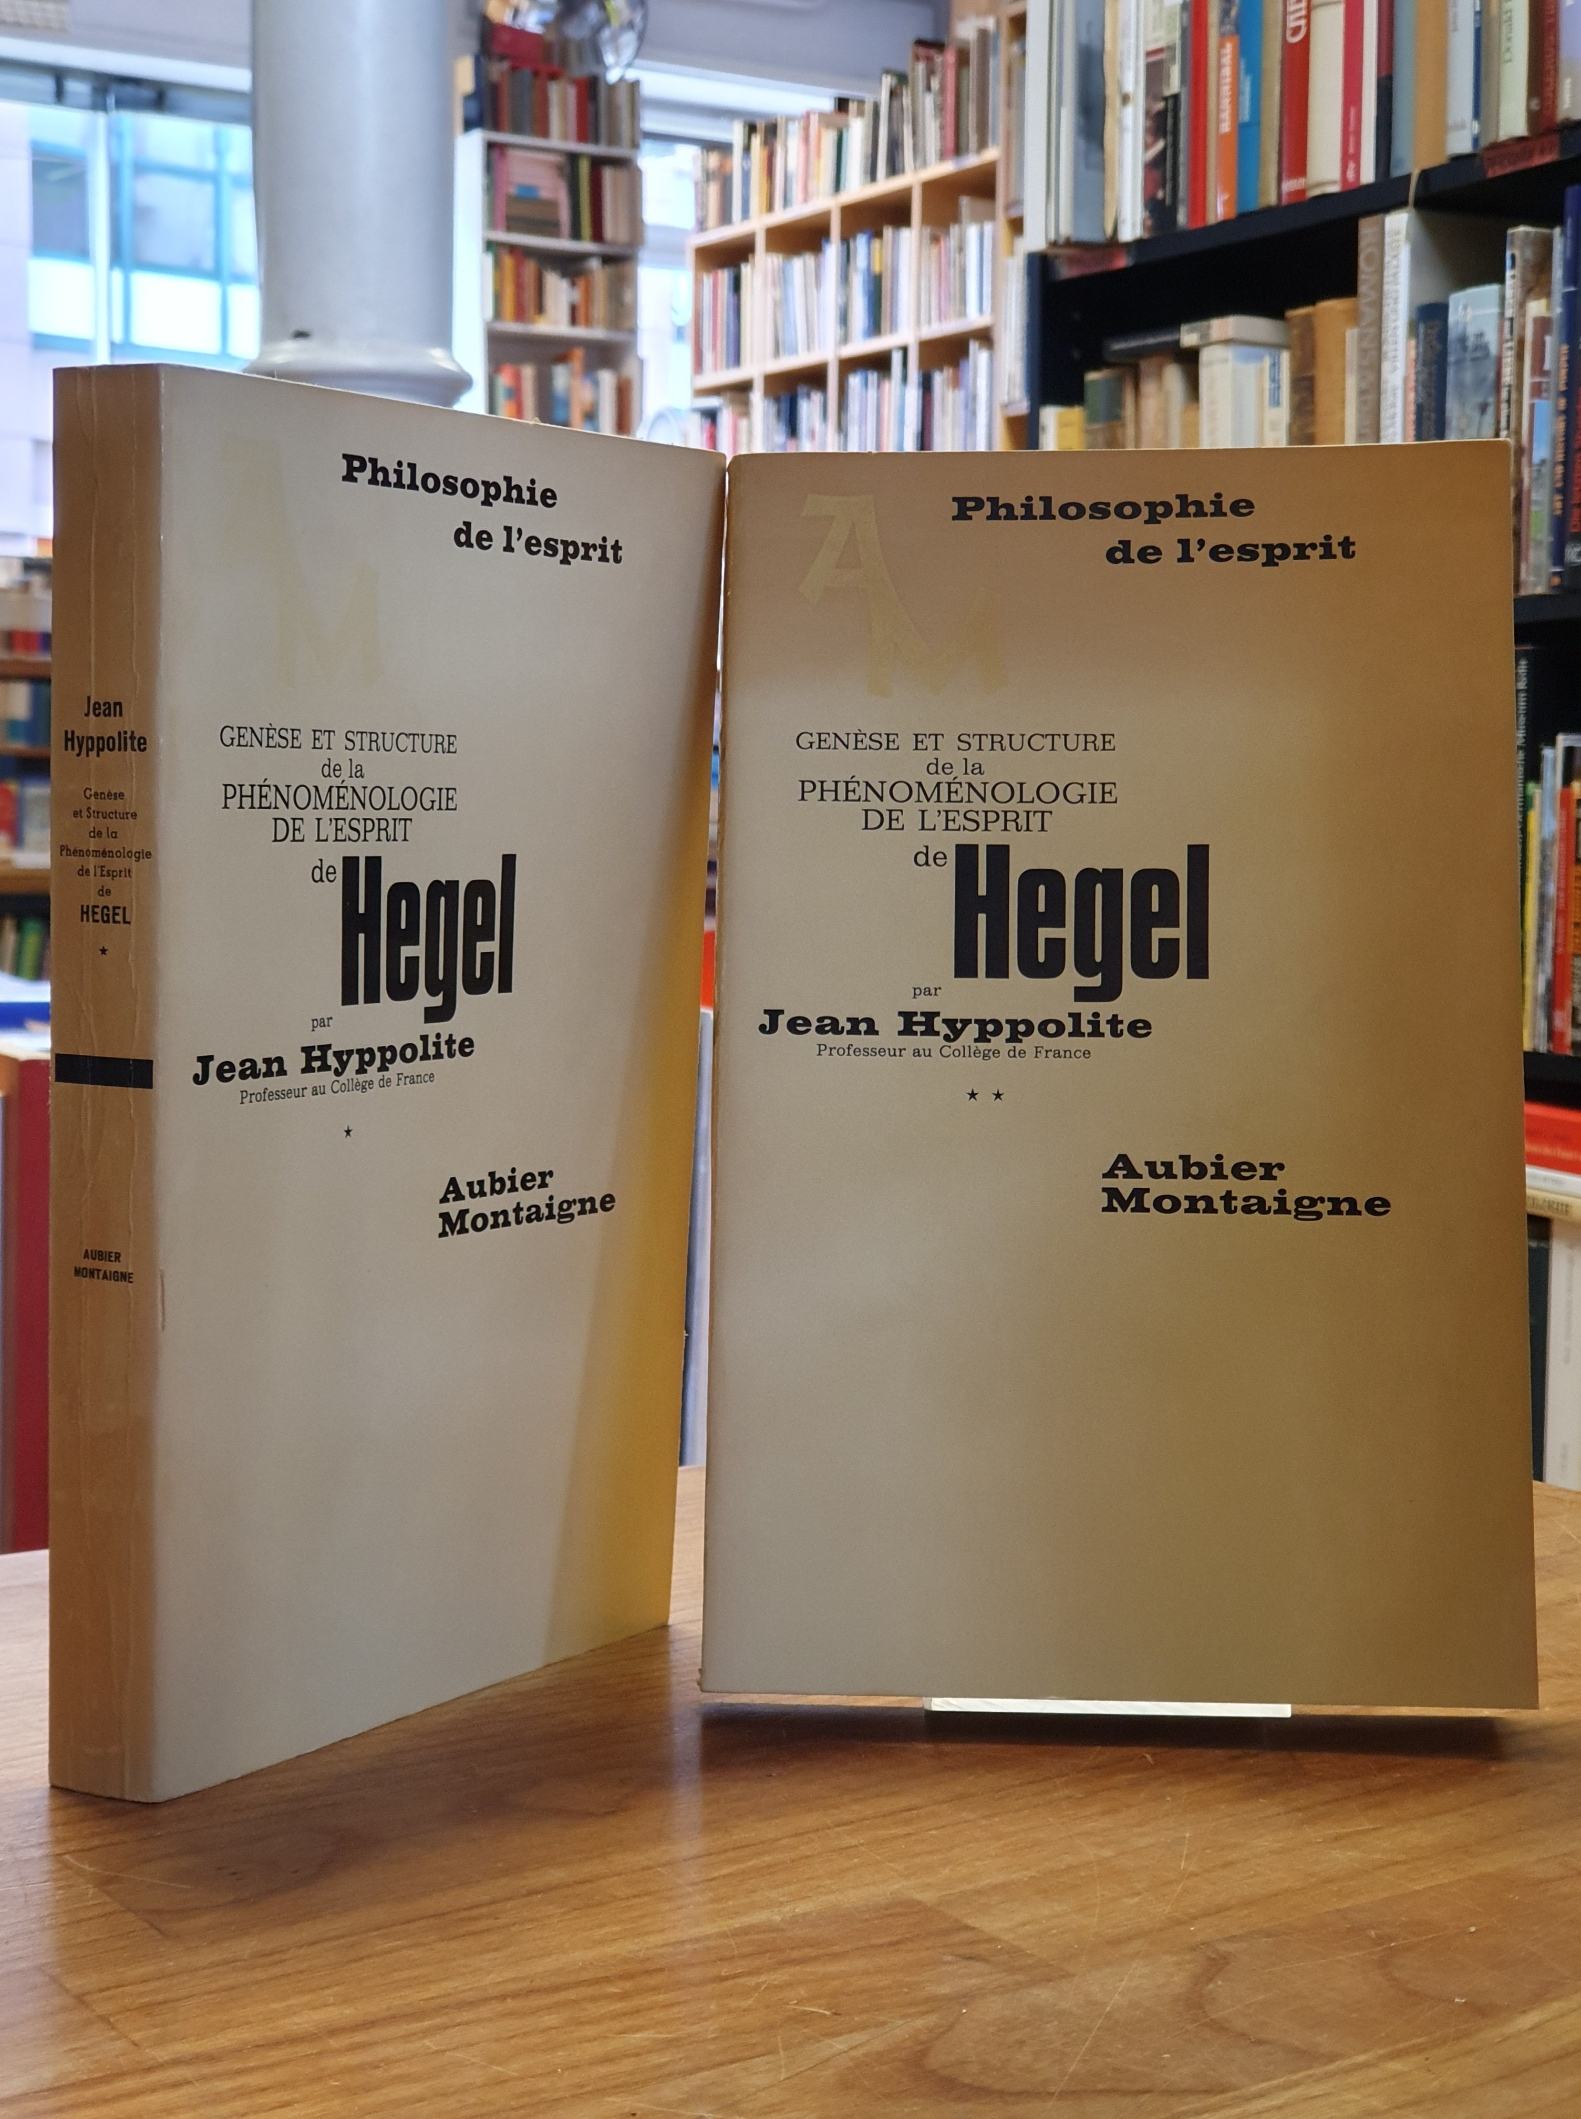 Jean
Hyppolite
Genèse
et Structure
de la
Phénoménologie
de l'Esprit
de
HEGEL
★
AUBIER
MONTAIGNE
AM
Philosophie
de l'esprit
GENÈSE ET STRUCTURE
de la
PHÉNOMÉNOLOGIE
DE L'ESPRIT
de Hegel
par
Jean Hyppolite
Professeur au Collège de France
★
Aubier
Montaigne
AM
Philosophie
de l'esprit
GENÈSE ET STRUCTURE
de la
PHÉNOMÉNOLOGIE
DE L'ESPRIT
de Hegel
par
Jean Hyppolite
Professeur au Collège de France
★ ★
Aubier
Montaigne
HANNIBAL